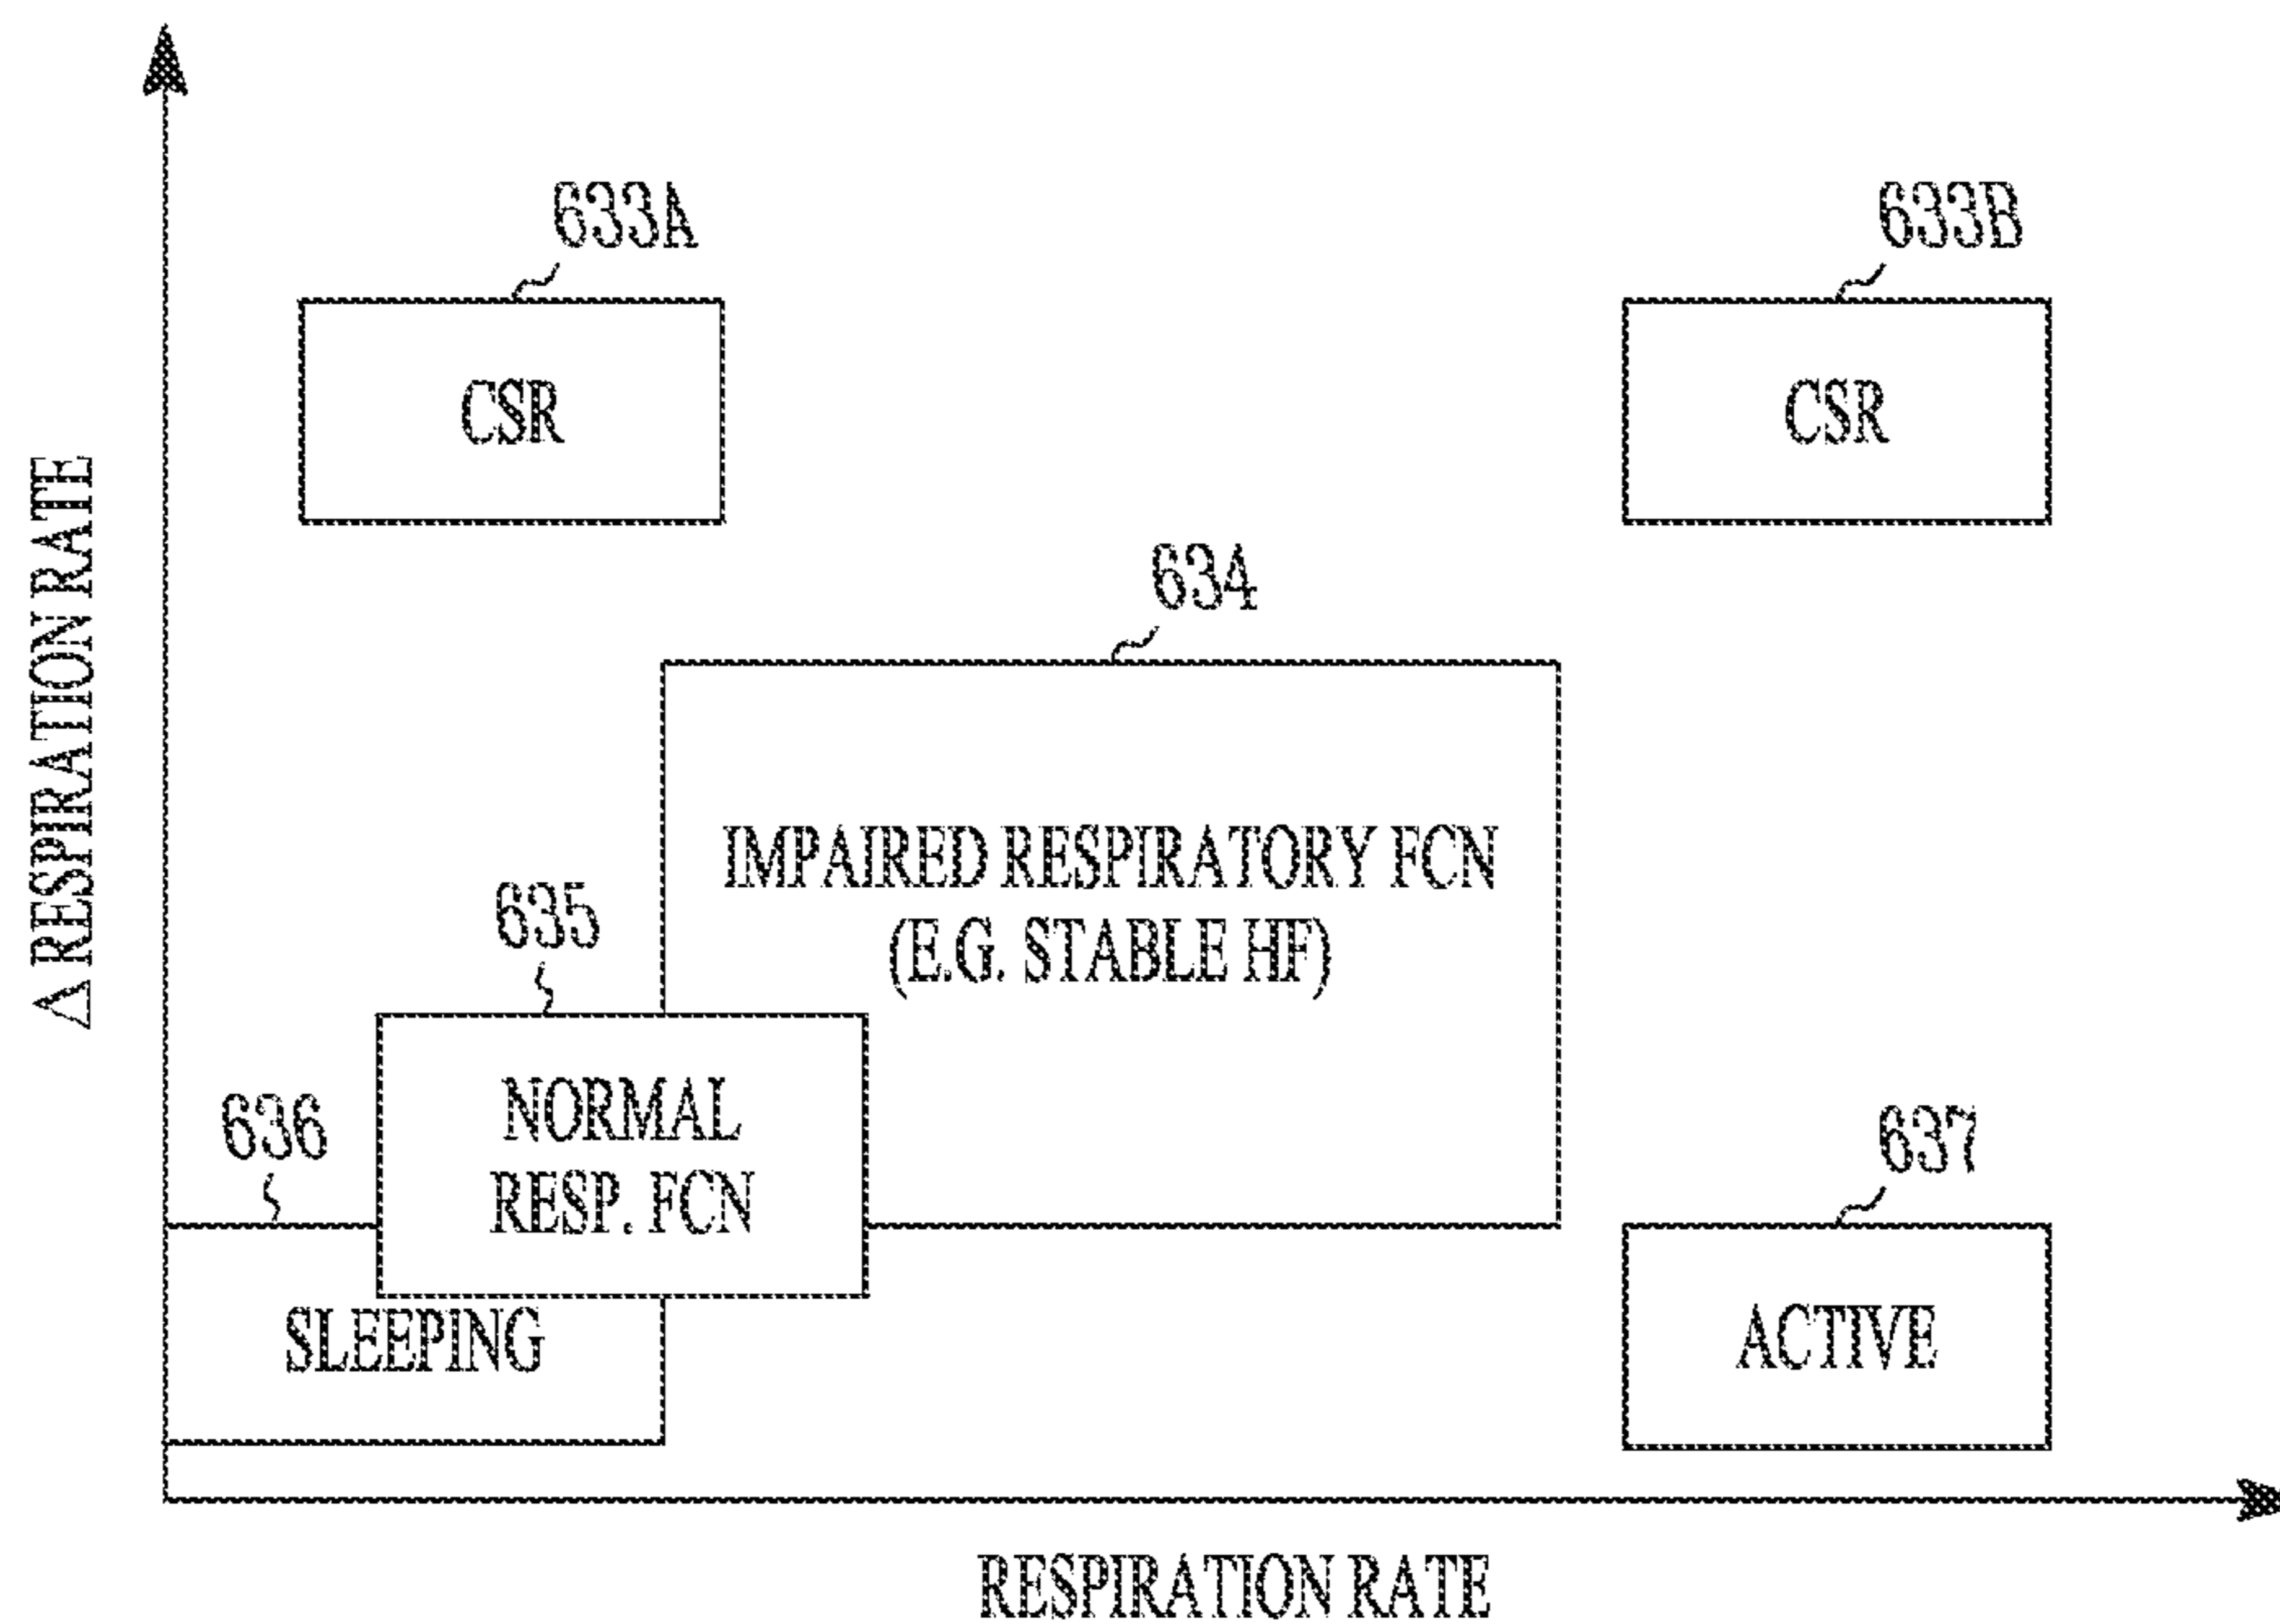 633A
633B
CSR
CSR
634
Δ RESPIRATION RATE
IMPAIRED RESPIRATORY FCN
(E.G. STABLE HF)
635
NORMAL
RESP. FCN
636
637
SLEEPING
ACTIVE
RESPIRATION RATE